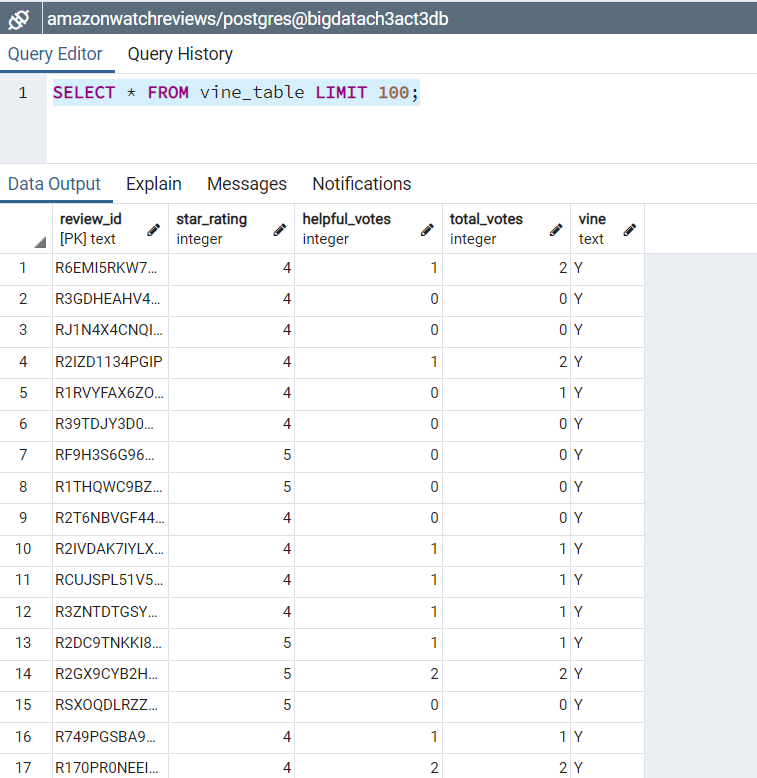 amazonwatchreviews/postgres@bigdatach3act3db
Query Editor Query History
1 SELECT * FROM vine_table LIMIT 100;
Data Output Explain Messages Notifications
review_id star_rating helpful_votes total_votes vine
[PK] text integer integer integer text
1 R6EMI5RKW7... 4 1 2 Y
2 R3GDHEAHV4... 4 0 0 Y
3 RJ1N4X4CNQI... 4 0 0 Y
4 R2IZD1134PGIP 4 1 2 Y
5 R1RVYFAX6ZO... 4 0 1 Y
6 R39TDJY3D0... 4 0 0 Y
7 RF9H3S6G96... 5 0 0 Y
8 R1THQWC9BZ... 5 0 0 Y
9 R2T6NBVGF44... 4 0 0 Y
10 R2IVDAK7IYLX... 4 1 1 Y
11 RCUJSPL51V5... 4 1 1 Y
12 R3ZNTDTGSY... 4 1 1 Y
13 R2DC9TNKKI8... 5 1 1 Y
14 R2GX9CYB2H... 5 2 2 Y
15 RSXOQDLRZZ... 5 0 0 Y
16 R749PGSBA9... 4 1 1 Y
17 R170PR0NEEI... 4 2 2 Y